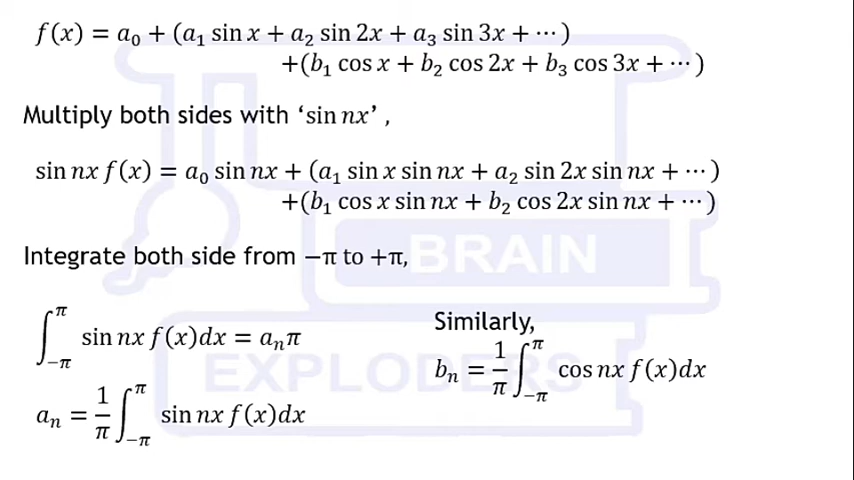 f(x) = a₀ + (a₁ sin x + a₂ sin 2x + a₃ sin 3x + ⋯ )
+(b₁ cos x + b₂ cos 2x + b₃ cos 3x + ⋯ )
Multiply both sides with ‘sin nx’ ,
sin nx f(x) = a₀ sin nx + (a₁ sin x sin nx + a₂ sin 2x sin nx + ⋯ )
+(b₁ cos x sin nx + b₂ cos 2x sin nx + ⋯)
Integrate both side from −π to +π,
BRAIN
∫_{−π}^{π} sin nx f(x)dx = aₙπ
aₙ = 1/π ∫_{−π}^{π} sin nx f(x)dx
Similarly,
bₙ = 1/π ∫_{−π}^{π} cos nx f(x)dx
EXPLODERS